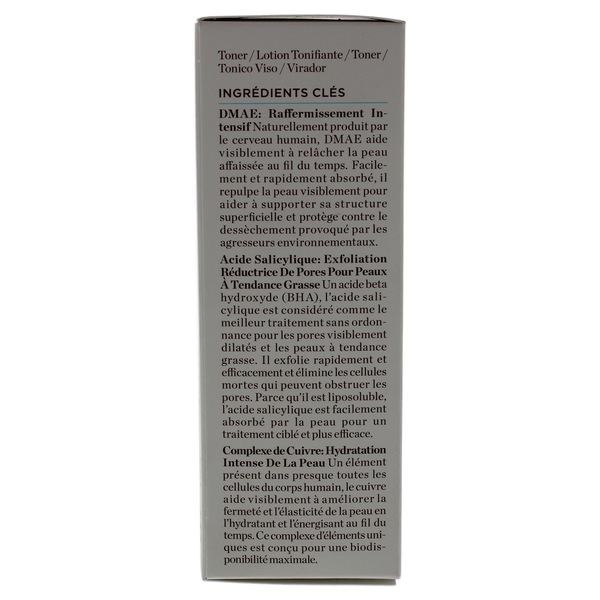 Toner / Lotion Tonifiante / Toner /
Tonico Viso / Virador
INGRÉDIENTS CLÉS
DMAE: Raffermissement In-
tensif Naturellement produit par
le cerveau humain, DMAE aide
visiblement à relâcher la peau
affaissée au fil du temps. Facile-
ment et rapidement absorbé, il
repulpe la peau visiblement pour
aider à supporter sa structure
superficielle et protège contre le
dessèchement provoqué par les
agresseurs environnementaux.
Acide Salicylique: Exfoliation
Réductrice De Pores Pour Peaux
À Tendance Grasse Un acide beta
hydroxyde (BHA), l'acide sali-
cylique est considéré comme le
meilleur traitement sans ordon-
nance pour les pores visiblement
dilatés et les peaux à tendance
grasse. Il exfolie rapidement et
efficacement et élimine les cellules
mortes qui peuvent obstruer les
pores. Parce qu'il est liposoluble,
l'acide salicylique est facilement
absorbé par la peau pour un
traitement ciblé et plus efficace.
Complexe de Cuivre: Hydratation
Intense De La Peau Un élément
présent dans presque toutes les
cellules du corps humain, le cuivre
aide visiblement à améliorer la
fermeté et l'élasticité de la peau en
l'hydratant et l'énergisant au fil du
temps. Ce complexe d'éléments uni-
ques est conçu pour une biodis-
ponibilité maximale.